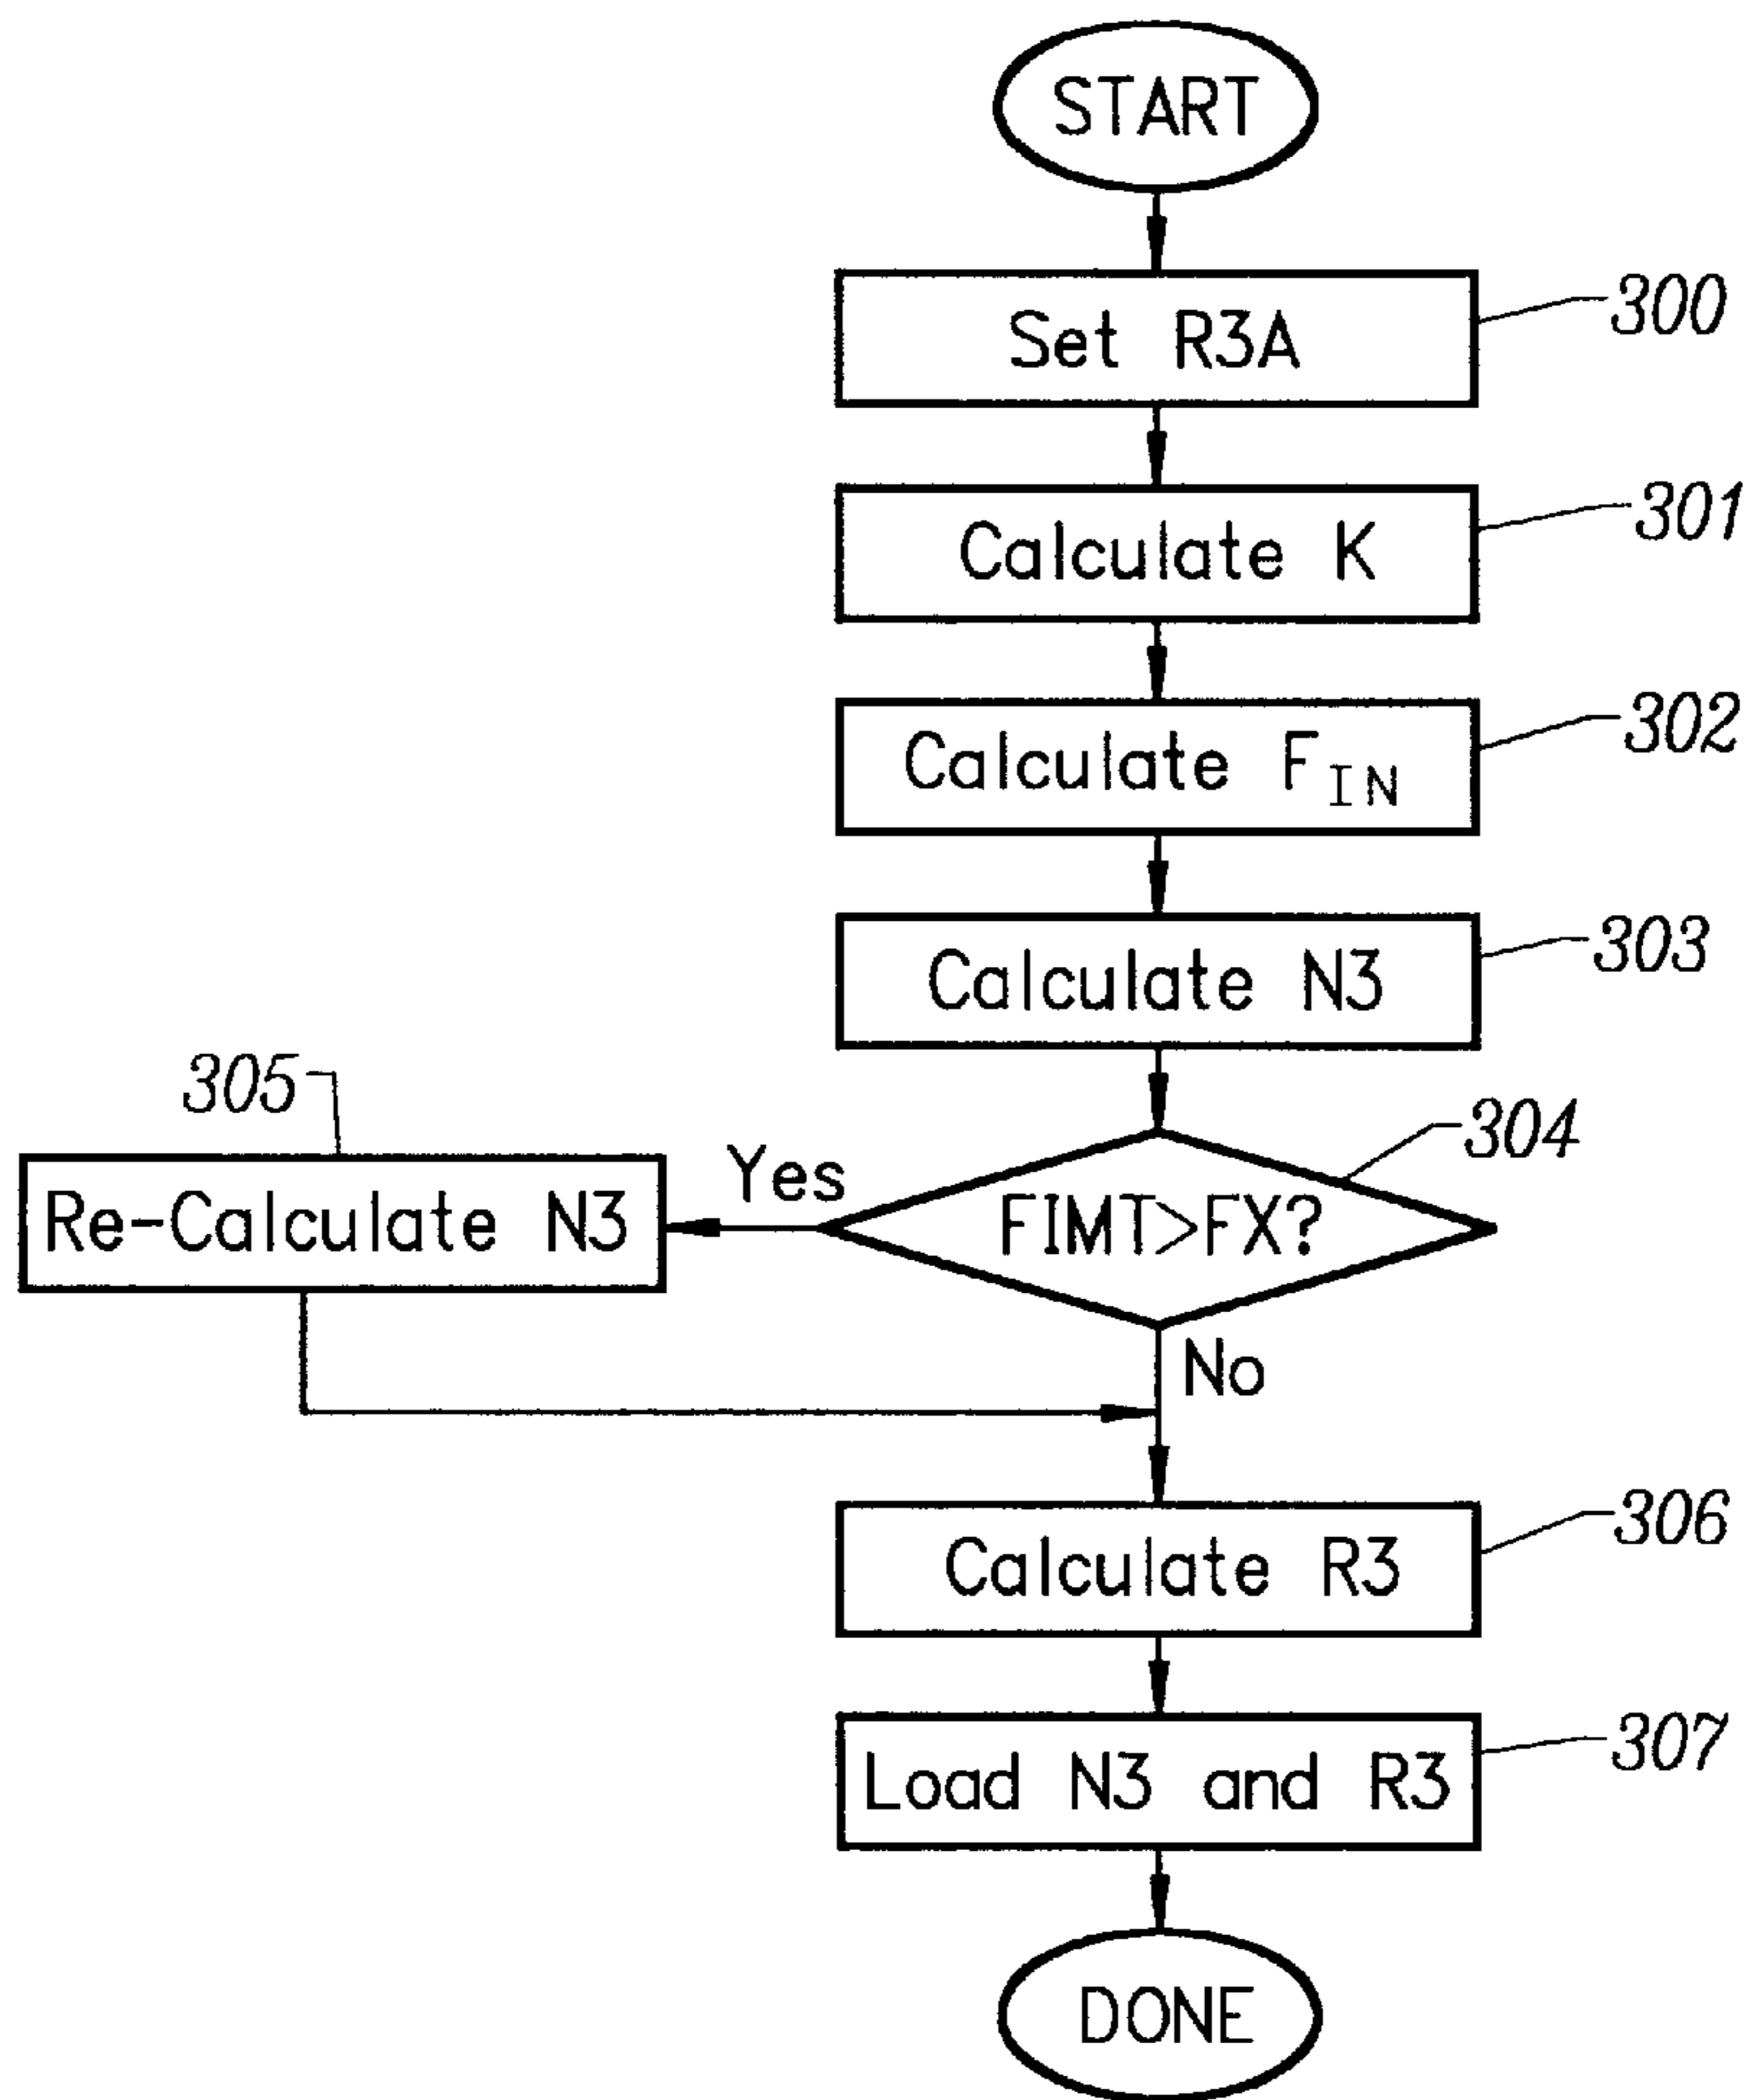 START
Set R3A
300
Calculate K
301
Calculate FIN
302
Calculate N3
303
305
304
Yes
Re-Calculate N3
FIMT>FX?
No
Calculate R3
306
Load N3 and R3
307
DONE